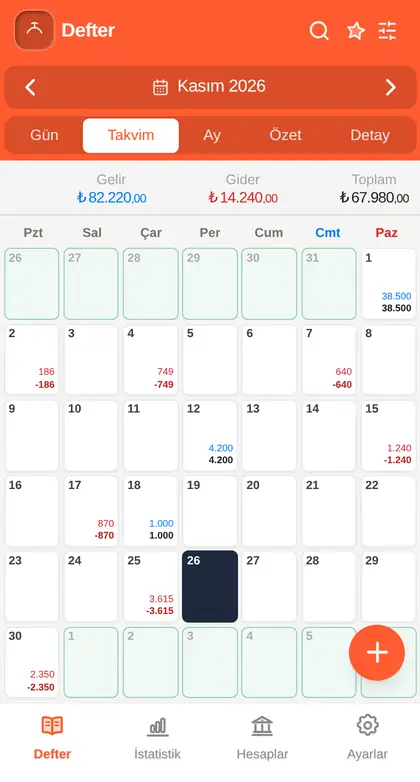 Defter
Kasım 2026
Gün Takvim Ay Özet Detay
Gelir Gider Toplam
₺ 82.220,00 ₺ 14.240,00 ₺ 67.980,00
Pzt Sal Çar Per Cum Cmt Paz
26 27 28 29 30 31 1
38.500
38.500
2 3 4 5 6 7 8
186 749 640
-186 -749 -640
9 10 11 12 13 14 15
4.200 1.240
4.200 -1.240
16 17 18 19 20 21 22
870 1.000
-870 1.000
23 24 25 26 27 28 29
3.615
-3.615
30 1 2 3 4 5
2.350
-2.350
Defter İstatistik Hesaplar Ayarlar